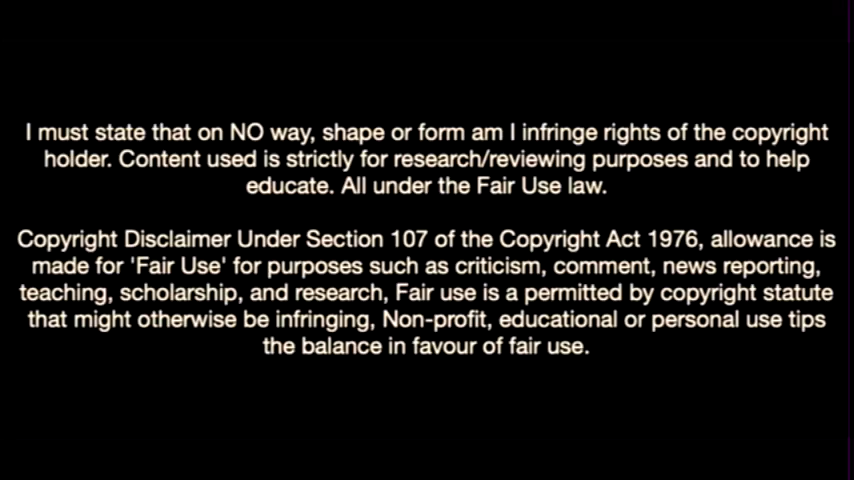 I must state that on NO way, shape or form am I infringe rights of the copyright
holder. Content used is strictly for research/reviewing purposes and to help
educate. All under the Fair Use law.
Copyright Disclaimer Under Section 107 of the Copyright Act 1976, allowance is
made for 'Fair Use' for purposes such as criticism, comment, news reporting,
teaching, scholarship, and research, Fair use is a permitted by copyright statute
that might otherwise be infringing, Non-profit, educational or personal use tips
the balance in favour of fair use.